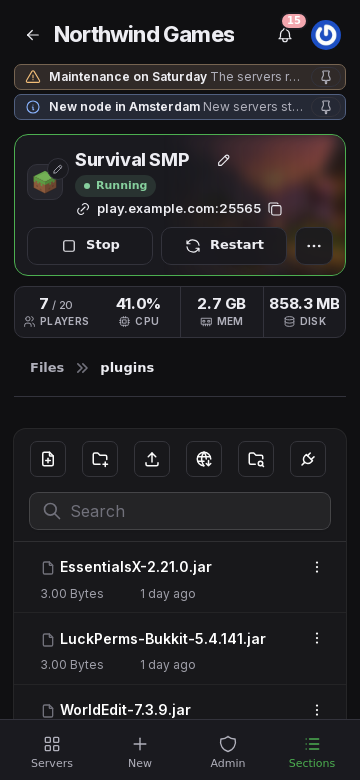 Northwind Games
15
Maintenance on Saturday The servers r...
New node in Amsterdam New servers st...
Survival SMP
Running
play.example.com:25565
Stop
Restart
7 / 20
PLAYERS
41.0%
CPU
2.7 GB
MEM
858.3 MB
DISK
Files
plugins
Search
EssentialsX-2.21.0.jar
3.00 Bytes 1 day ago
LuckPerms-Bukkit-5.4.141.jar
3.00 Bytes 1 day ago
WorldEdit-7.3.9.jar
Servers
New
Admin
Sections